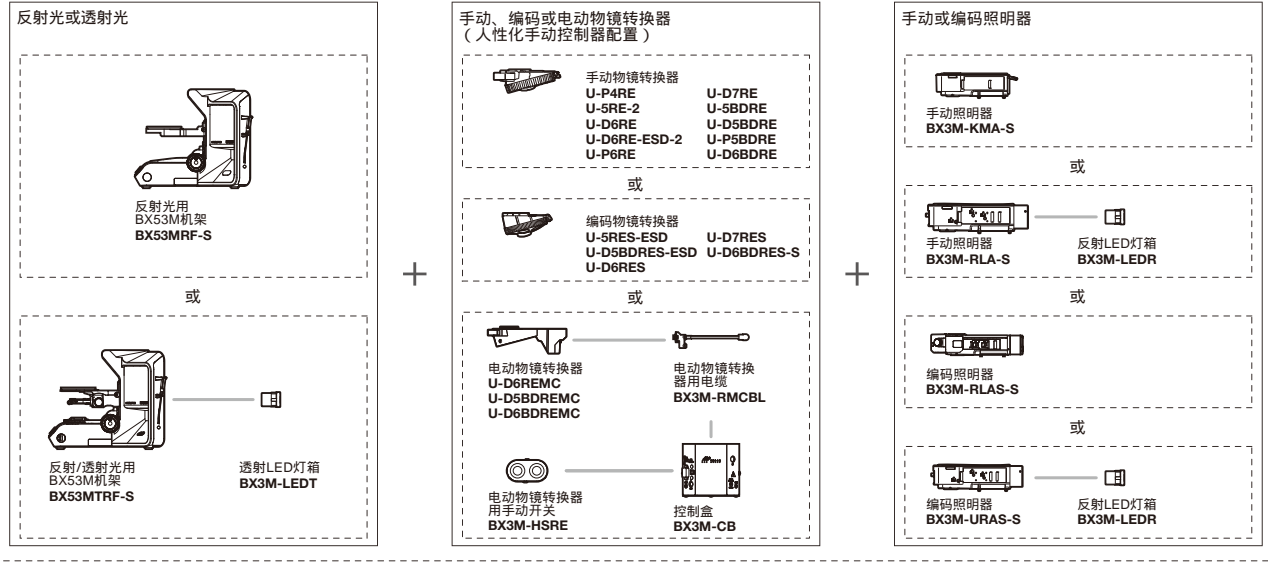 反射光或透射光
反射光用
BX53M机架
BX53MRF-S
或
反射/透射光用
BX53M机架
BX53MTRF-S
透射LED灯箱
BX3M-LEDT
+
手动、编码或电动物镜转换器
（人性化手动控制器配置）
手动物镜转换器
U-P4RE U-D7RE
U-5RE-2 U-5BDRE
U-D6RE U-D5BDRE
U-D6RE-ESD-2 U-P5BDRE
U-P6RE U-D6BDRE
或
编码物镜转换器
U-5RES-ESD U-D7RES
U-D5BDRES-ESD U-D6BDRES-S
U-D6RES
或
电动物镜转换器
U-D6REMC
U-D5BDREMC
U-D6BDREMC
电动物镜转换
器用电缆
BX3M-RMCBL
电动物镜转换器
用手动开关
BX3M-HSRE
控制盒
BX3M-CB
+
手动或编码照明器
手动照明器
BX3M-KMA-S
或
手动照明器
BX3M-RLA-S
反射LED灯箱
BX3M-LEDR
或
编码照明器
BX3M-RLAS-S
或
编码照明器
BX3M-URAS-S
反射LED灯箱
BX3M-LEDR